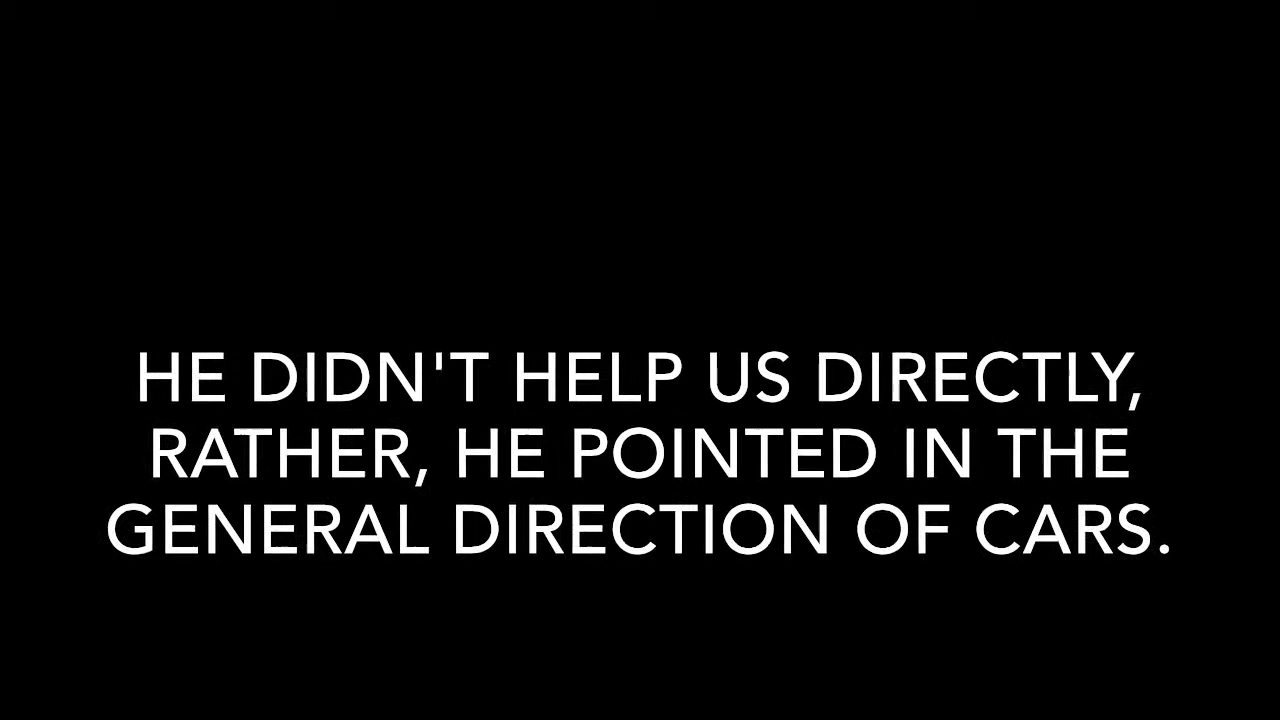 HE DIDN'T HELP US DIRECTLY,
RATHER, HE POINTED IN THE
GENERAL DIRECTION OF CARS.